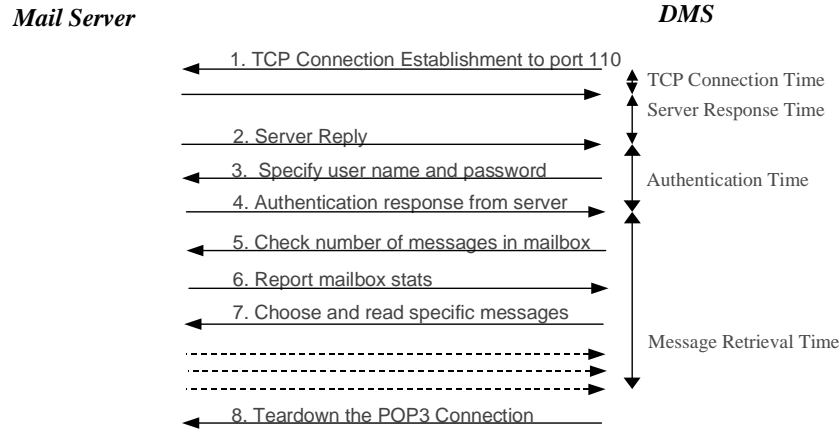 Mail Server
DMS
1. TCP Connection Establishment to port 110
TCP Connection Time
Server Response Time
2. Server Reply
3. Specify user name and password
Authentication Time
4. Authentication response from server
5. Check number of messages in mailbox
6. Report mailbox stats
7. Choose and read specific messages
Message Retrieval Time
8. Teardown the POP3 Connection